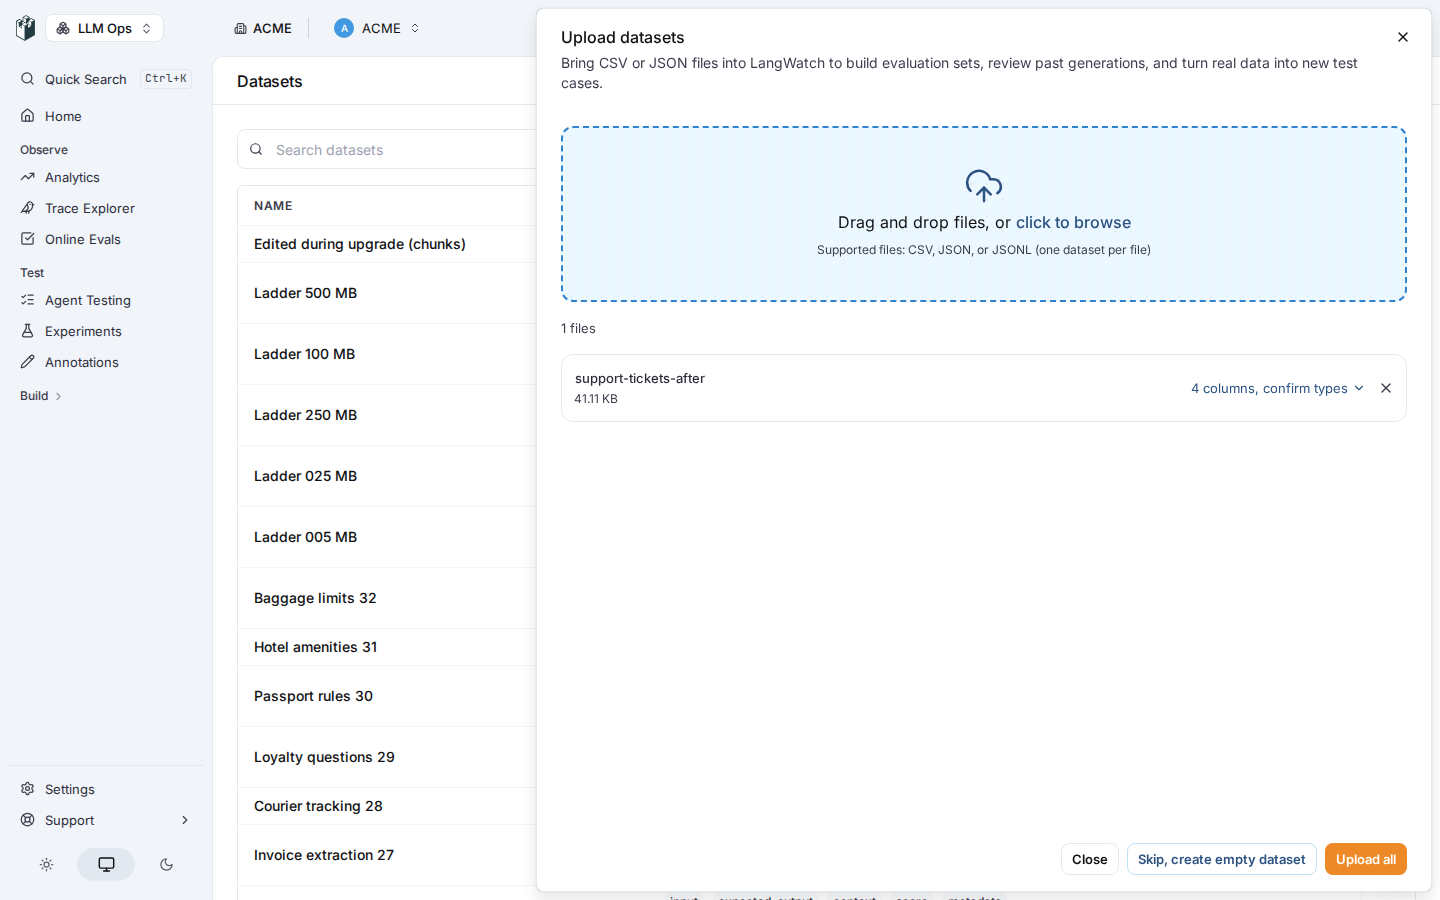 LLM Ops
ACME
A
ACME
Quick Search
Ctrl+K
Home
Observe
Analytics
Trace Explorer
Online Evals
Test
Agent Testing
Experiments
Annotations
Build
Settings
Support
Datasets
Search datasets
NAME
Edited during upgrade (chunks)
Ladder 500 MB
Ladder 100 MB
Ladder 250 MB
Ladder 025 MB
Ladder 005 MB
Baggage limits 32
Hotel amenities 31
Passport rules 30
Loyalty questions 29
Courier tracking 28
Invoice extraction 27
Upload datasets
Bring CSV or JSON files into LangWatch to build evaluation sets, review past generations, and turn real data into new test
cases.
Drag and drop files, or click to browse
Supported files: CSV, JSON, or JSONL (one dataset per file)
1 files
support-tickets-after
41.11 KB
4 columns, confirm types
Close
Skip, create empty dataset
Upload all